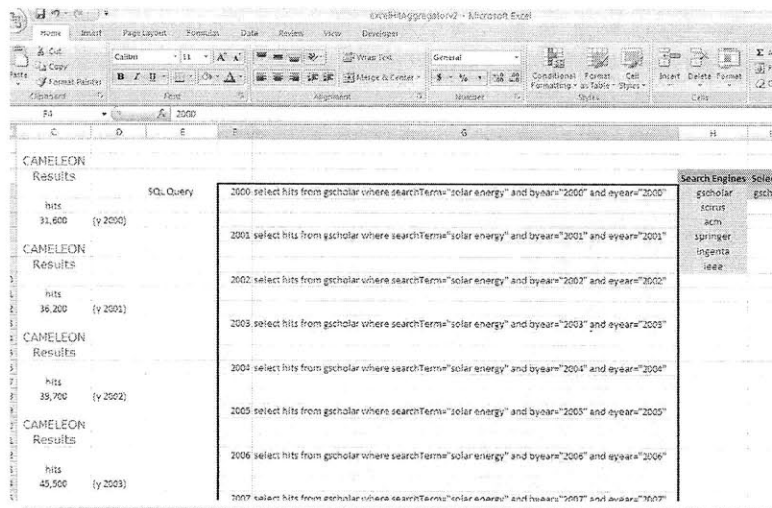 excelHitAggregatorv2 - Microsoft Excel
Home Insert Page Layout Formulas Data Review View Developer
Cut
Copy
Format Painter
Clipboard
Calibri 11
B I U
Font
Wrap Text
Merge & Center
Alignment
General
$ % ,
Number
Conditional Formatting
Format as Table
Cell Styles
Styles
Insert Delete Format
Cells
F4 fx 2000
C D E F G H
CAMELEON
Results
SQL Query
hits
31,600 (y 2000)
CAMELEON
Results
hits
36,200 (y 2001)
CAMELEON
Results
hits
39,700 (y 2002)
CAMELEON
Results
hits
45,500 (y 2003)
2000 select hits from gscholar where searchTerm="solar energy" and byear="2000" and eyear="2000"
2001 select hits from gscholar where searchTerm="solar energy" and byear="2001" and eyear="2001"
2002 select hits from gscholar where searchTerm="solar energy" and byear="2002" and eyear="2002"
2003 select hits from gscholar where searchTerm="solar energy" and byear="2003" and eyear="2003"
2004 select hits from gscholar where searchTerm="solar energy" and byear="2004" and eyear="2004"
2005 select hits from gscholar where searchTerm="solar energy" and byear="2005" and eyear="2005"
2006 select hits from gscholar where searchTerm="solar energy" and byear="2006" and eyear="2006"
2007 select hits from gscholar where searchTerm="solar energy" and byear="2007" and eyear="2007"
Search Engines
gscholar
scirus
acm
springer
ingenta
ieee